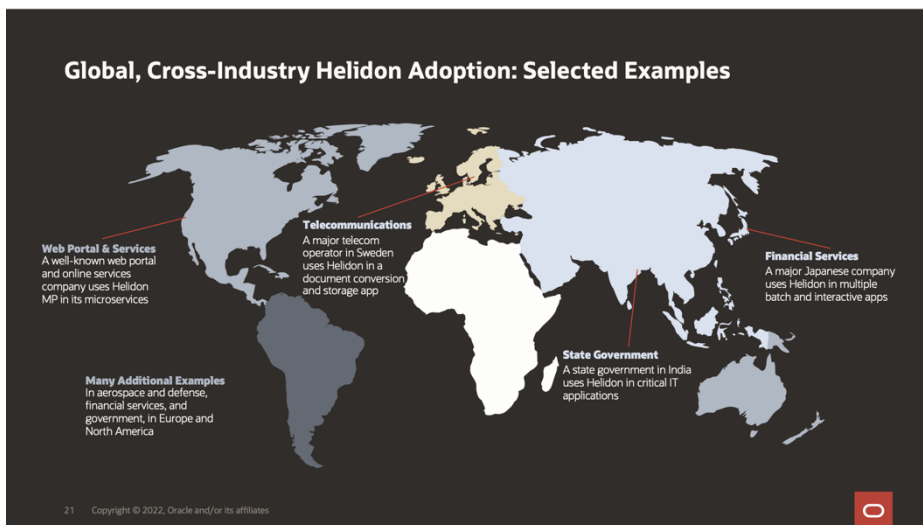 Global, Cross-Industry Helidon Adoption: Selected Examples
Web Portal & Services
A well-known web portal
and online services
company uses Helidon
MP in its microservices
Telecommunications
A major telecom
operator in Sweden
uses Helidon in a
document conversion
and storage app
Financial Services
A major Japanese company
uses Helidon in multiple
batch and interactive apps
State Government
A state government in India
uses Helidon in critical IT
applications
Many Additional Examples
In aerospace and defense,
financial services, and
government, in Europe and
North America
21 Copyright © 2022, Oracle and/or its affiliates